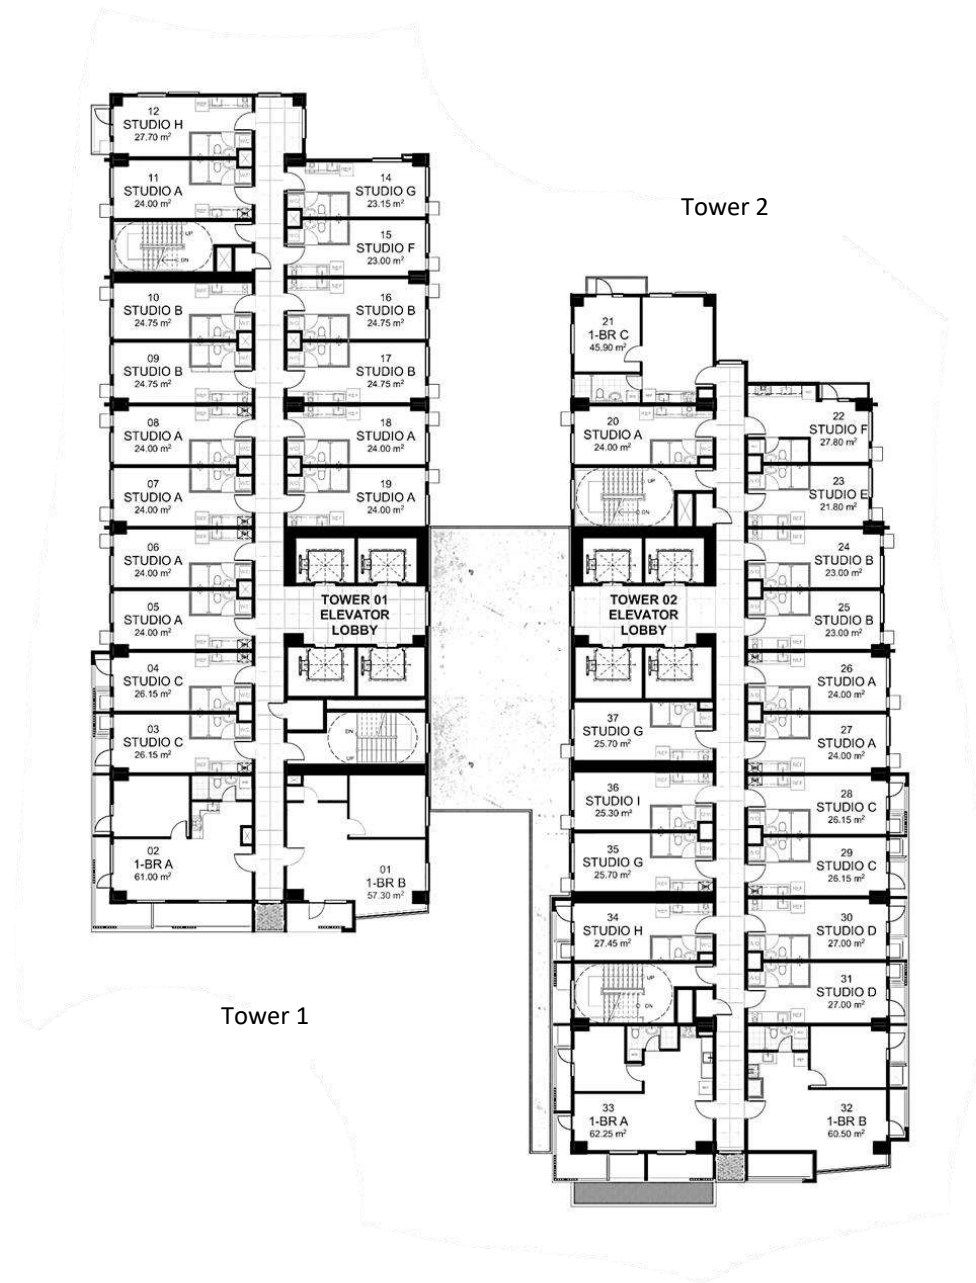 12
STUDIO H
27.70 m²
11
STUDIO A
24.00 m²
UP
DN
10
STUDIO B
24.75 m²
09
STUDIO B
24.75 m²
08
STUDIO A
24.00 m²
07
STUDIO A
24.00 m²
06
STUDIO A
24.00 m²
05
STUDIO A
24.00 m²
04
STUDIO C
26.15 m²
03
STUDIO C
26.15 m²
02
1-BR A
61.00 m²
14
STUDIO G
23.15 m²
15
STUDIO F
23.00 m²
16
STUDIO B
24.75 m²
17
STUDIO B
24.75 m²
18
STUDIO A
24.00 m²
19
STUDIO A
24.00 m²
TOWER 01
ELEVATOR
LOBBY
DN
UP
01
1-BR B
57.30 m²
Tower 1
Tower 2
21
1-BR C
45.90 m²
20
STUDIO A
24.00 m²
UP
DN
TOWER 02
ELEVATOR
LOBBY
37
STUDIO G
25.70 m²
36
STUDIO I
25.30 m²
35
STUDIO G
25.70 m²
34
STUDIO H
27.45 m²
UP
DN
33
1-BR A
62.25 m²
22
STUDIO F
27.80 m²
23
STUDIO E
21.80 m²
24
STUDIO B
23.00 m²
25
STUDIO B
23.00 m²
26
STUDIO A
24.00 m²
27
STUDIO A
24.00 m²
28
STUDIO C
26.15 m²
29
STUDIO C
26.15 m²
30
STUDIO D
27.00 m²
31
STUDIO D
27.00 m²
32
1-BR B
60.50 m²